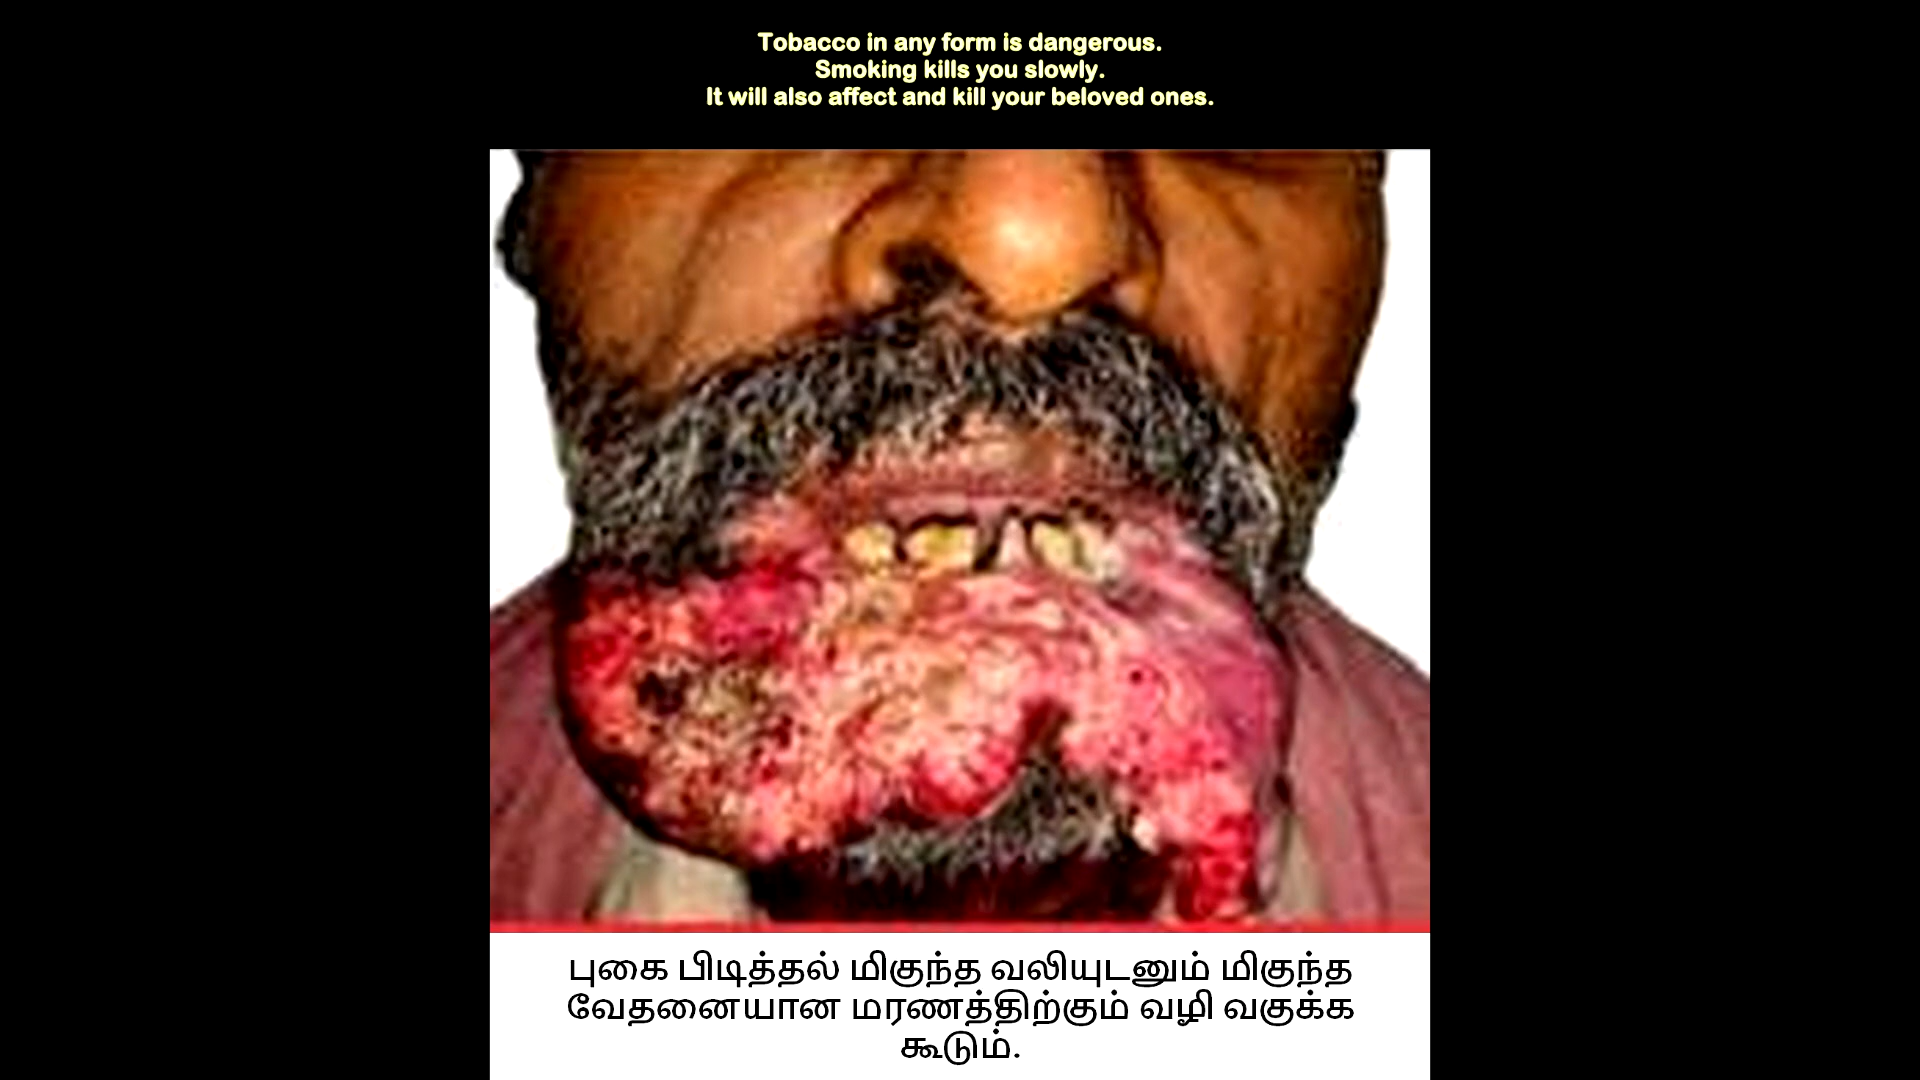 Tobacco in any form is dangerous.
Smoking kills you slowly.
It will also affect and kill your beloved ones.
புகை பிடித்தல் மிகுந்த வலியுடனும் மிகுந்த
வேதனையான மரணத்திற்கும் வழி வகுக்க
கூடும்.